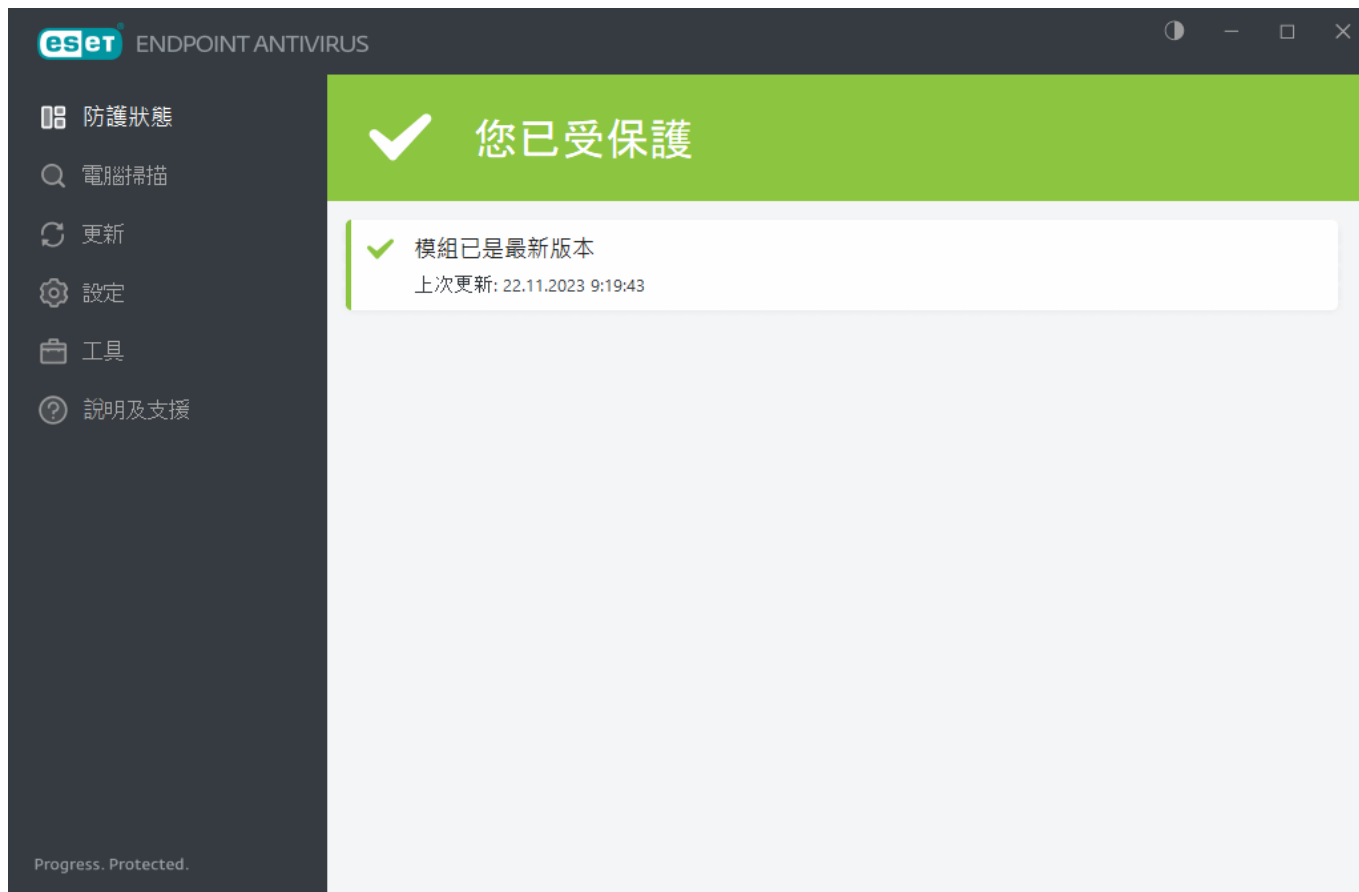 eset ENDPOINT ANTIVIRUS
防護狀態
電腦掃描
更新
設定
工具
說明及支援
Progress. Protected.
您已受保護
模組已是最新版本
上次更新: 22.11.2023 9:19:43